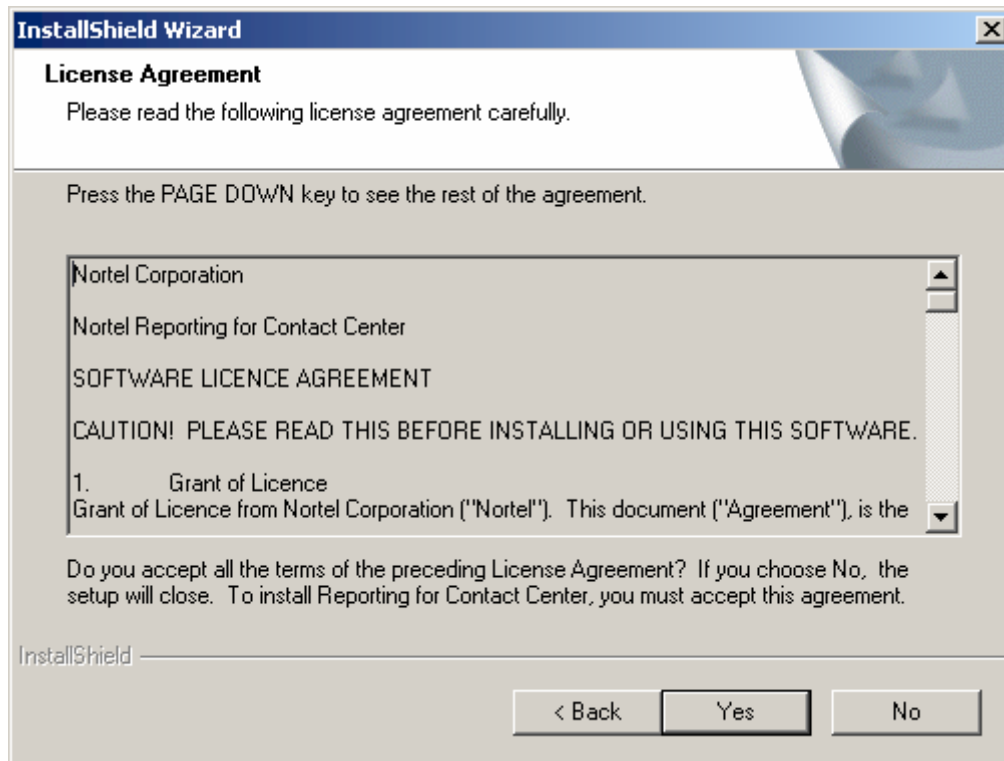 InstallShield Wizard
License Agreement
Please read the following license agreement carefully.
Press the PAGE DOWN key to see the rest of the agreement.
Nortel Corporation
Nortel Reporting for Contact Center
SOFTWARE LICENCE AGREEMENT
CAUTION!  PLEASE READ THIS BEFORE INSTALLING OR USING THIS SOFTWARE.
1.        Grant of Licence
Grant of Licence from Nortel Corporation ("Nortel").  This document ("Agreement"), is the
Do you accept all the terms of the preceding License Agreement?  If you choose No,  the
setup will close.  To install Reporting for Contact Center, you must accept this agreement.
InstallShield
< Back    Yes    No